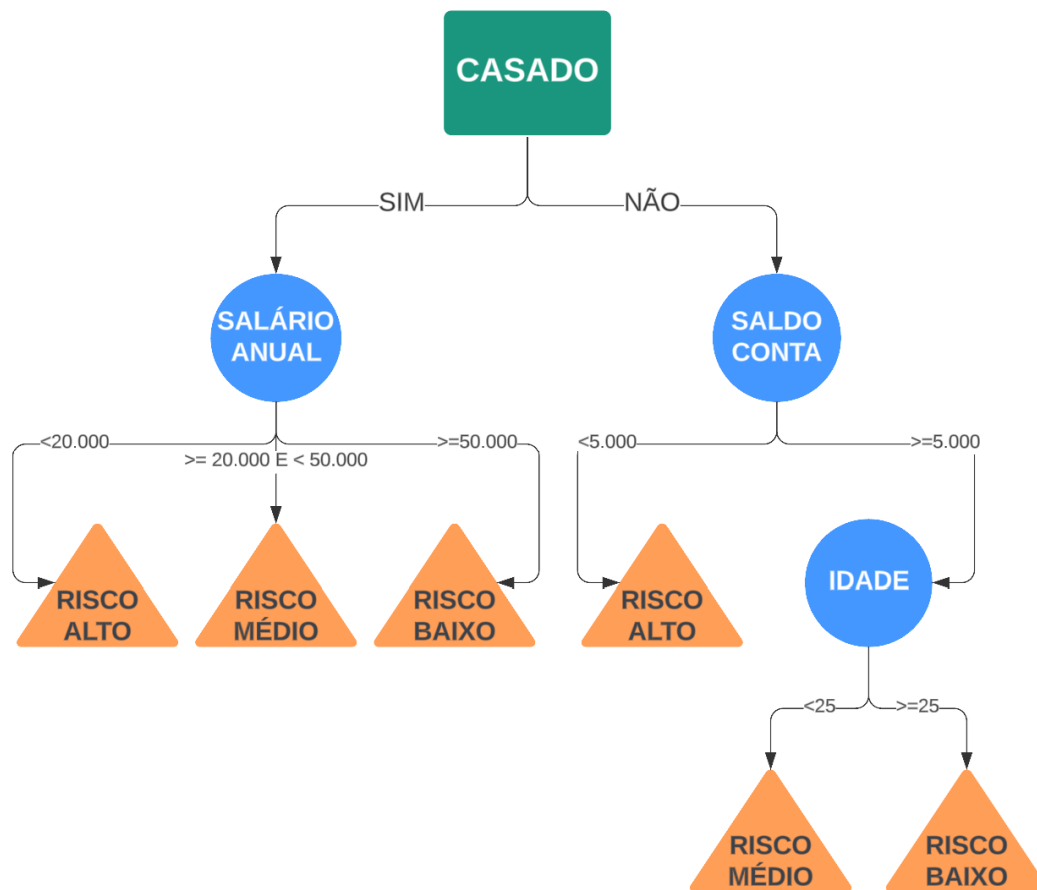 CASADO
SIM
NÃO
SALÁRIO
ANUAL
SALDO
CONTA
<20.000
>= 20.000 E < 50.000
>=50.000
<5.000
>=5.000
RISCO
ALTO
RISCO
MÉDIO
RISCO
BAIXO
RISCO
ALTO
IDADE
<25
>=25
RISCO
MÉDIO
RISCO
BAIXO